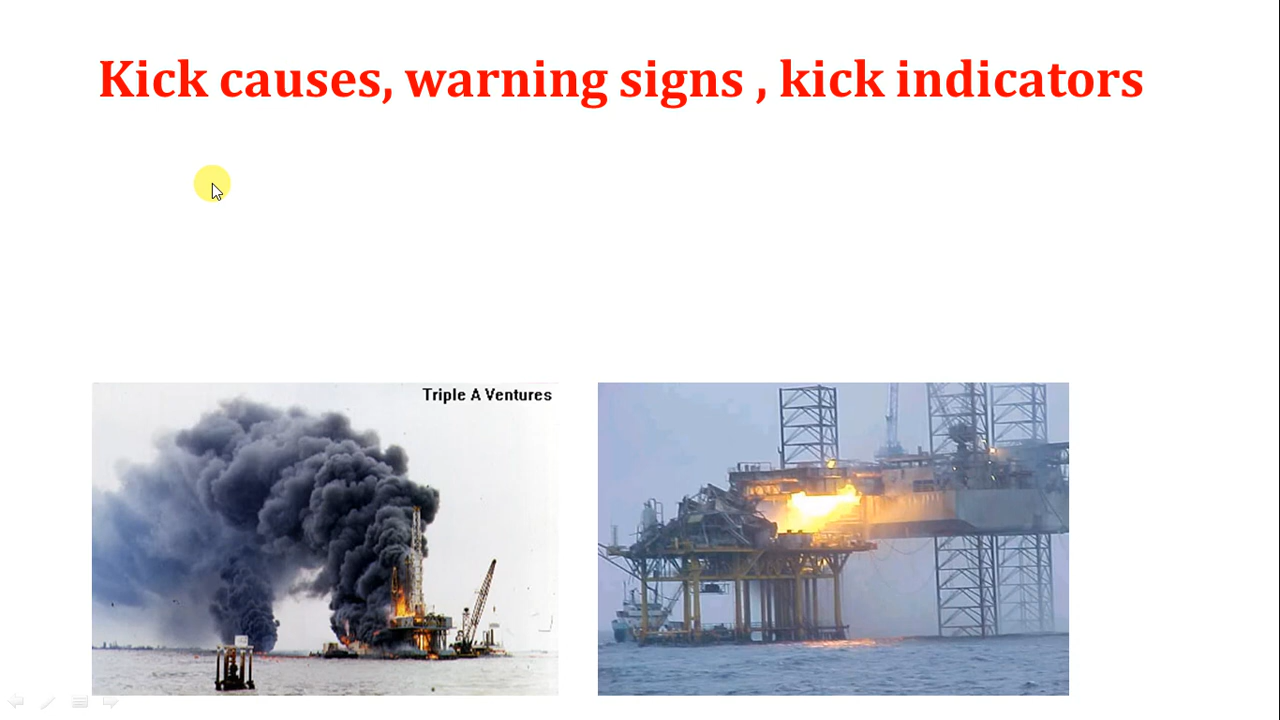 Kick causes, warning signs , kick indicators
Triple A Ventures